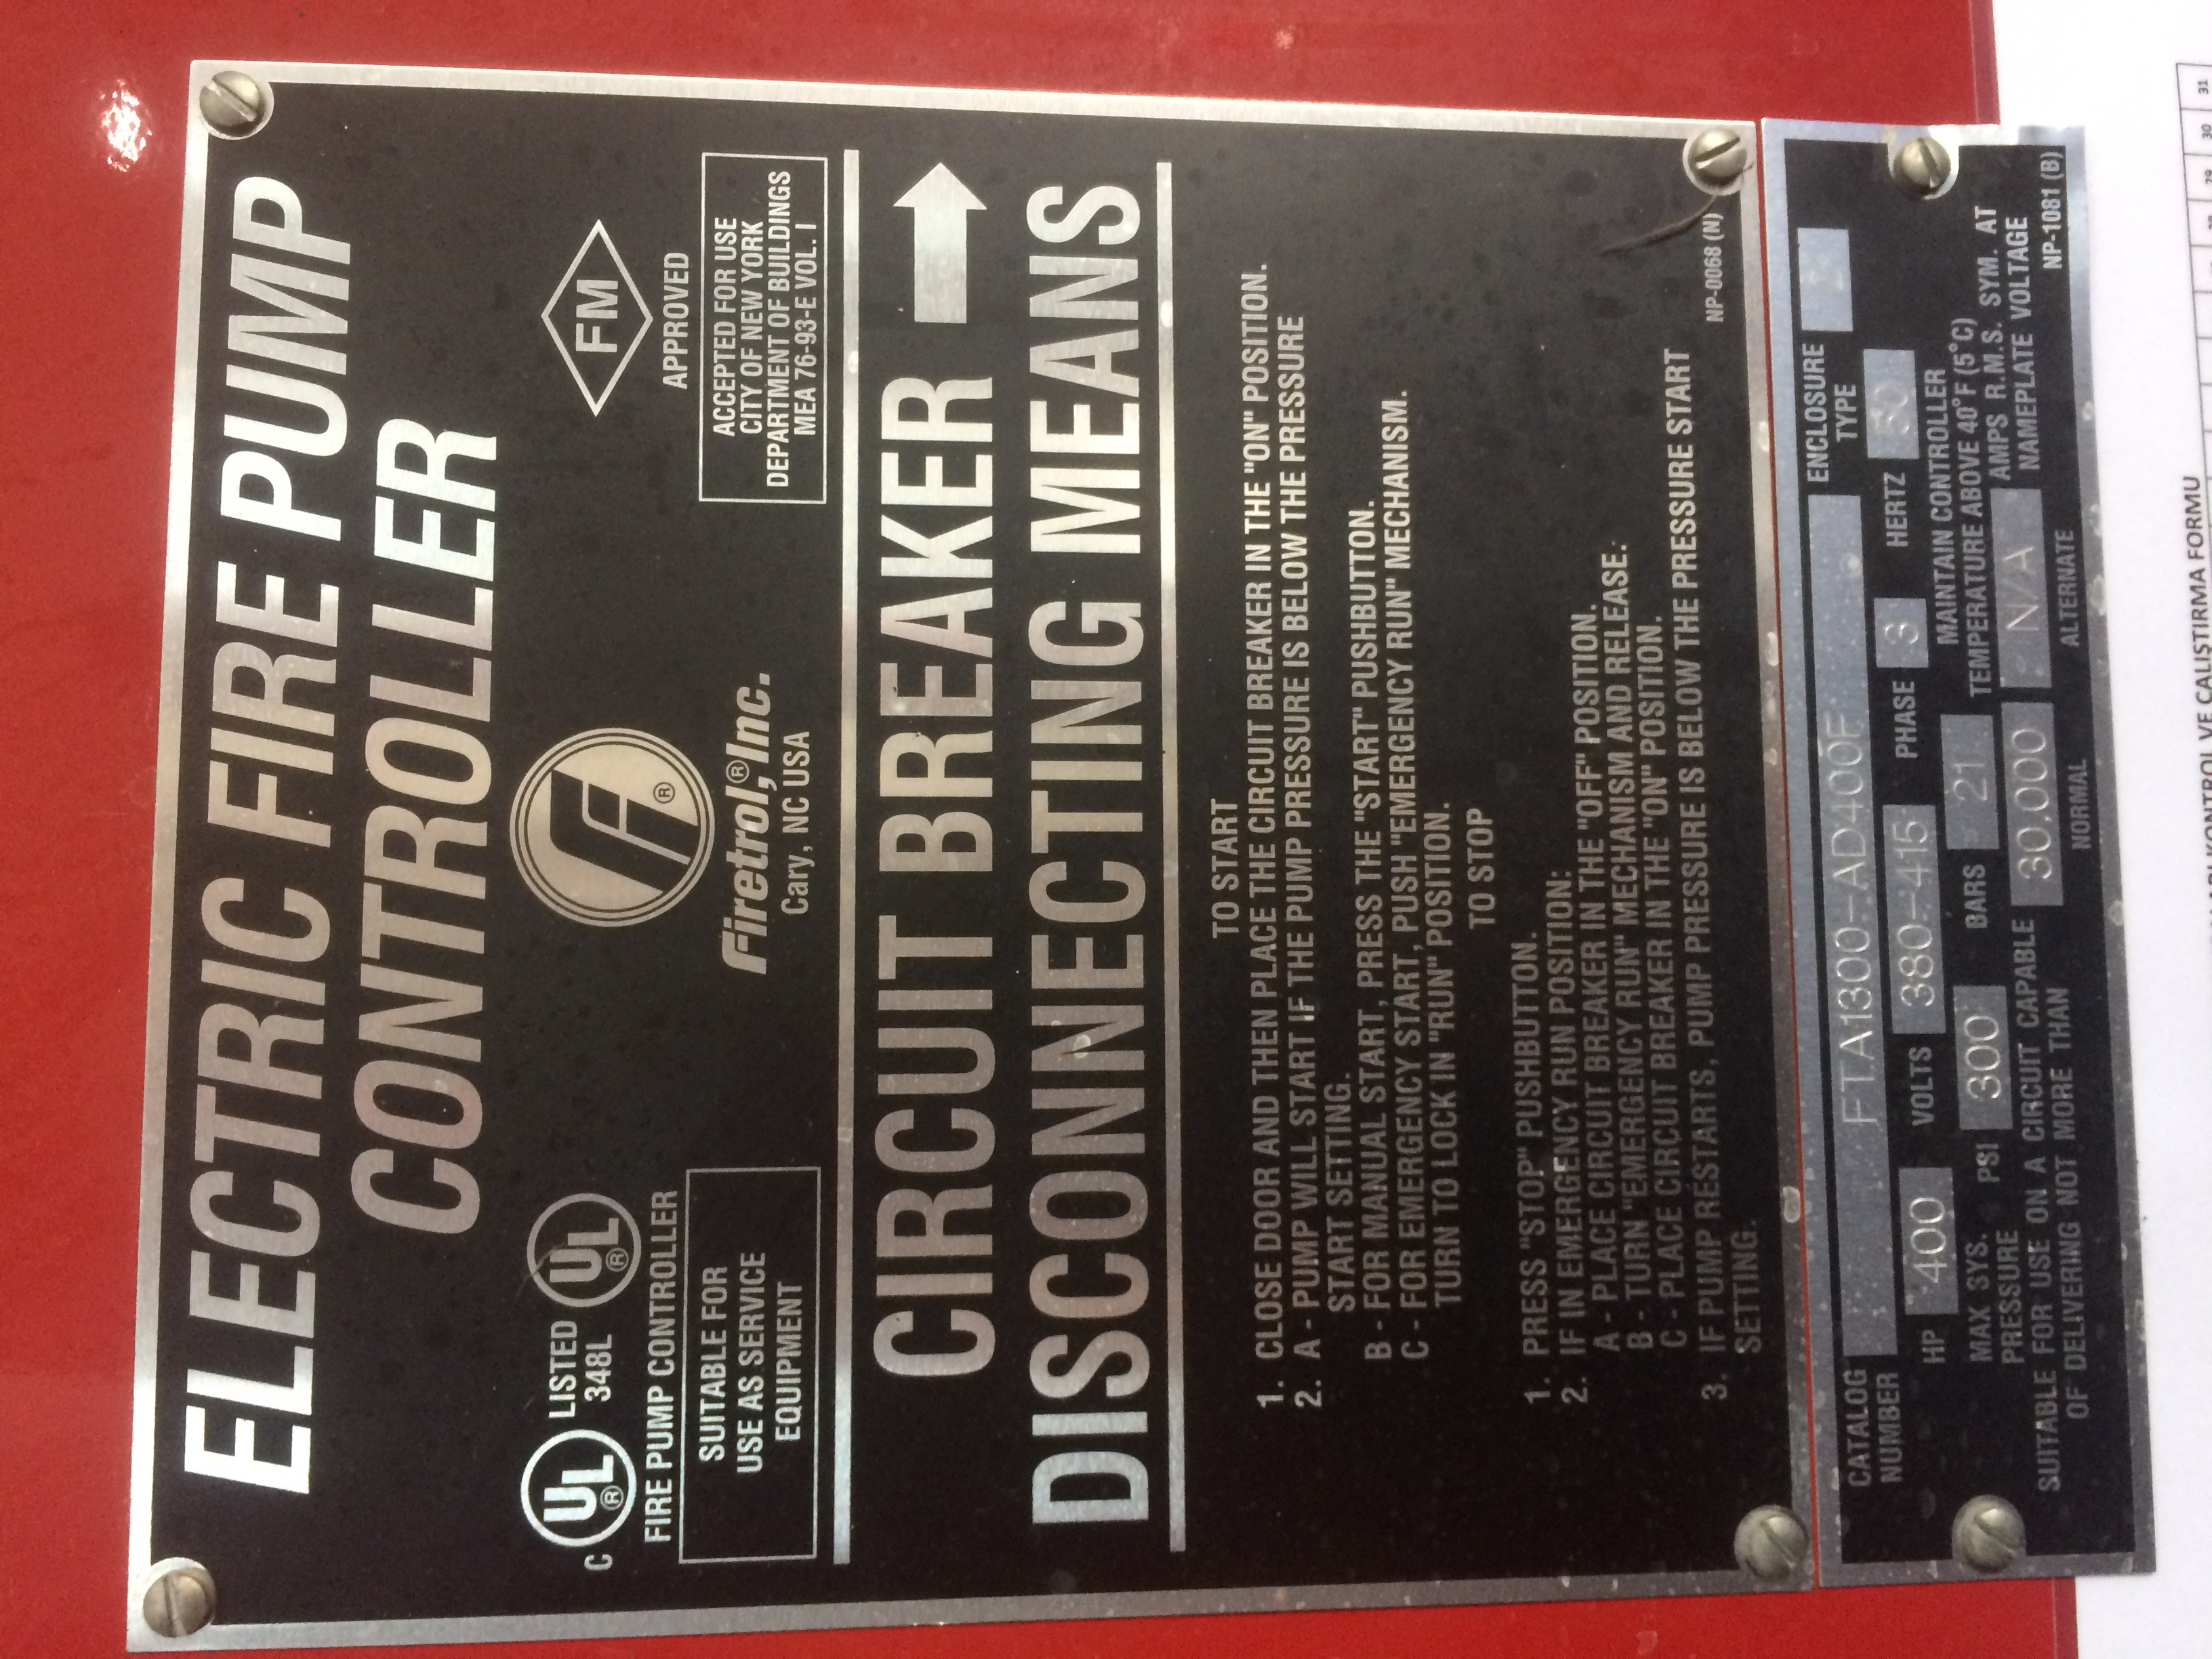 ELECTRIC FIRE PUMP
CONTROLLER
C UL ® LISTED UL ®
348L
FIRE PUMP CONTROLLER
SUITABLE FOR
USE AS SERVICE
EQUIPMENT
®
Firetrol,® Inc.
Cary, NC USA
FM
APPROVED
ACCEPTED FOR USE
CITY OF NEW YORK
DEPARTMENT OF BUILDINGS
MEA 76-93-E VOL. I
CIRCUIT BREAKER
DISCONNECTING MEANS
TO START
1. CLOSE DOOR AND THEN PLACE THE CIRCUIT BREAKER IN THE "ON" POSITION.
2. A - PUMP WILL START IF THE PUMP PRESSURE IS BELOW THE PRESSURE
START SETTING.
B - FOR MANUAL START, PRESS THE "START" PUSHBUTTON.
C - FOR EMERGENCY START, PUSH "EMERGENCY RUN" MECHANISM.
TURN TO LOCK IN "RUN" POSITION.
TO STOP
1. PRESS "STOP" PUSHBUTTON.
2. IF IN EMERGENCY RUN POSITION:
A - PLACE CIRCUIT BREAKER IN THE "OFF" POSITION.
B - TURN "EMERGENCY RUN" MECHANISM AND RELEASE.
C - PLACE CIRCUIT BREAKER IN THE "ON" POSITION.
3. IF PUMP RESTARTS, PUMP PRESSURE IS BELOW THE PRESSURE START
SETTING.
NP-0068 (N)
CATALOG NUMBER FTA1300-AD400F ENCLOSURE TYPE
HP 400 VOLTS 380-415 PHASE 3 HERTZ 50
MAX SYS. PRESSURE PSI 300 BARS 21 MAINTAIN CONTROLLER
TEMPERATURE ABOVE 40°F (5°C)
SUITABLE FOR USE ON A CIRCUIT CAPABLE
OF DELIVERING NOT MORE THAN 30.000 N/A AMPS R.M.S. SYM. AT
NAMEPLATE VOLTAGE
NORMAL ALTERNATE
NP-1081 (B)
KONTROL VE ÇALIŞTIRMA FORMU
29 30 31